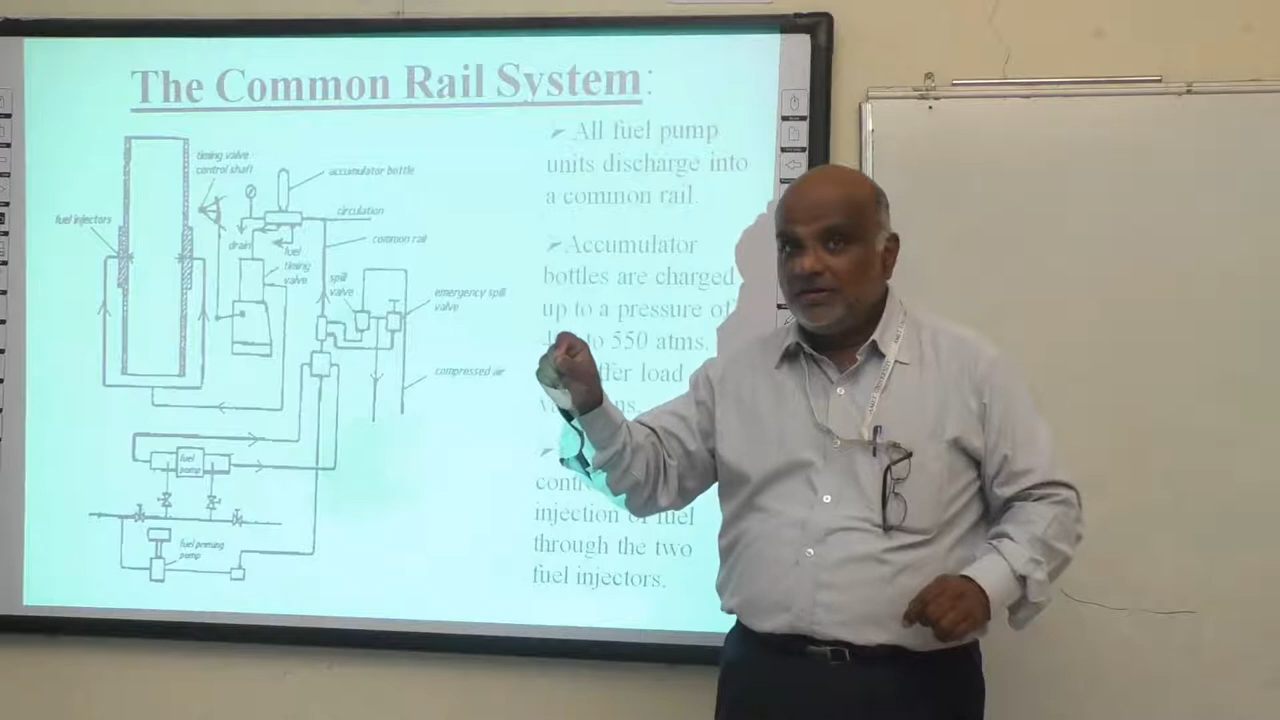 The Common Rail System:
timing valve
control shaft
accumulator bottle
fuel injectors
circulation
drain
common rail
fuel
timing
valve
spill
valve
emergency spill
valve
compressed air
fuel
pump
fuel priming
pump
➢ All fuel pump
units discharge into
a common rail.
➢ Accumulator
bottles are charged
up to a pressure of
to 550 atms.
load
injection of fuel
through the two
fuel injectors.